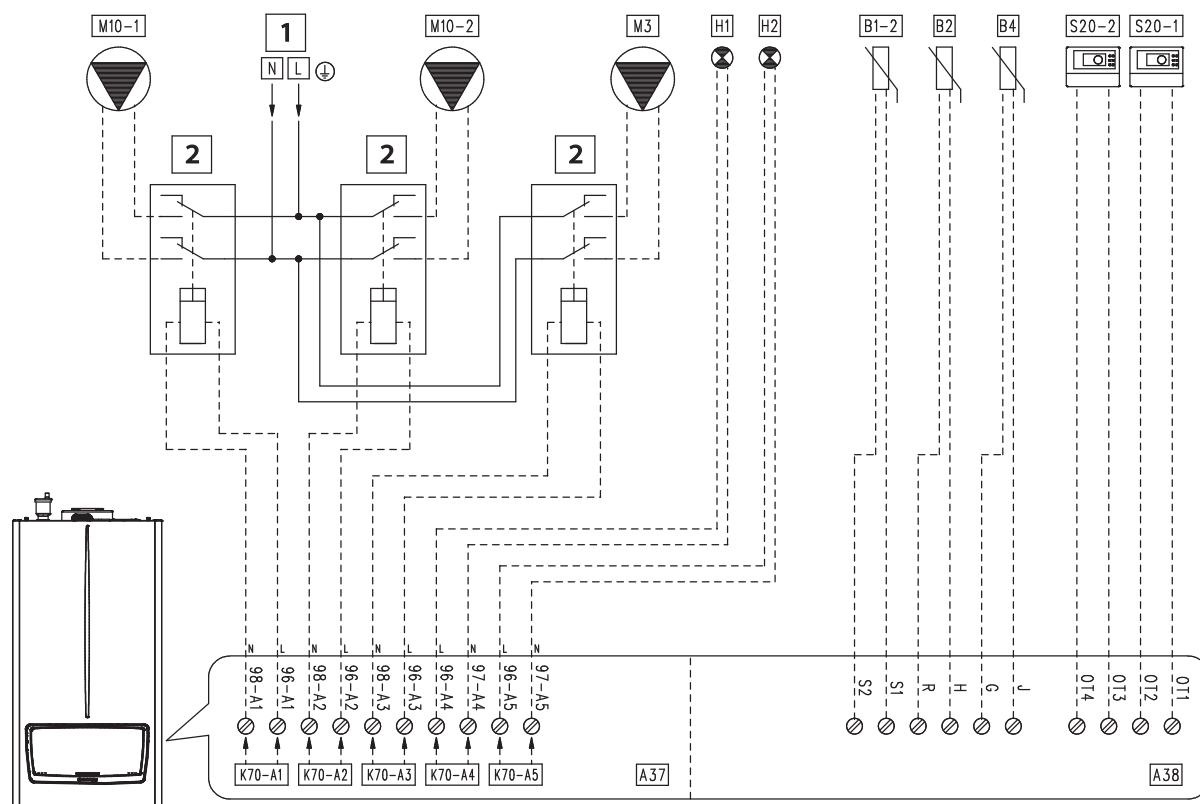 M10-1
1
M10-2
M3
H1
H2
B1-2
B2
B4
S20-2
S20-1
N
L
2
2
2
N
L
N
L
N
L
L
N
L
N
98-A1
96-A1
98-A2
96-A2
98-A3
96-A3
96-A4
97-A4
96-A5
97-A5
S2
S1
R
H
G
J
OT4
OT3
OT2
OT1
K70-A1
K70-A2
K70-A3
K70-A4
K70-A5
A37
A38